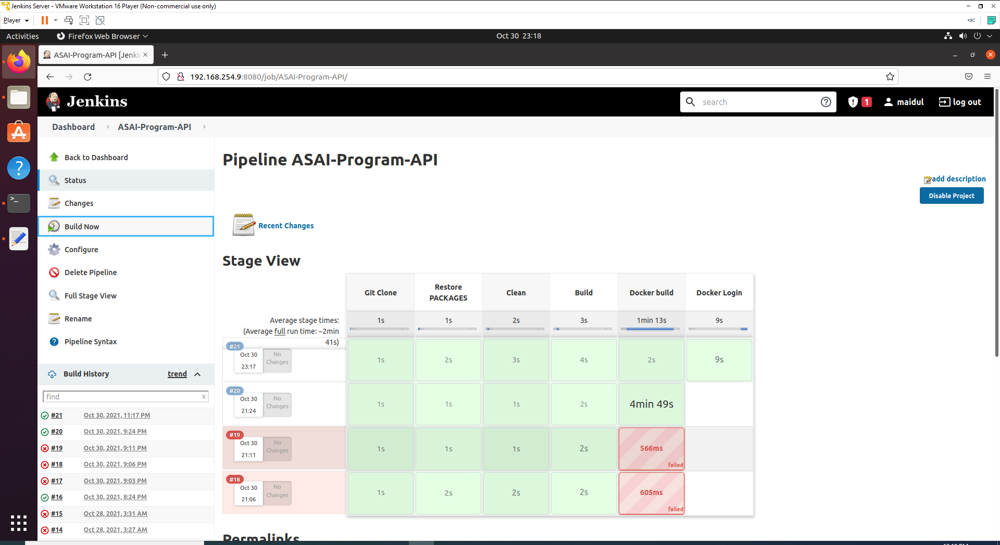 Jenkins Server - VMware Workstation 16 Player (Non-commercial use only)
Player
Activities
Firefox Web Browser
Oct 30 23:18
ASAI-Program-API [Jenki
192.168.254.9:8080/job/ASAI-Program-API/
Jenkins
search
1
maidul
log out
Dashboard
ASAI-Program-API
Back to Dashboard
Status
Changes
Build Now
Configure
Delete Pipeline
Full Stage View
Rename
Pipeline Syntax
Build History
trend
find
x
#21 Oct 30, 2021, 11:17 PM
#20 Oct 30, 2021, 9:24 PM
#19 Oct 30, 2021, 9:11 PM
#18 Oct 30, 2021, 9:06 PM
#17 Oct 30, 2021, 9:03 PM
#16 Oct 30, 2021, 8:24 PM
#15 Oct 28, 2021, 3:31 AM
#14 Oct 28, 2021, 3:27 AM
Pipeline ASAI-Program-API
add description
Disable Project
Recent Changes
Stage View
Git Clone
Restore
PACKAGES
Clean
Build
Docker build
Docker Login
Average stage times:
(Average full run time: ~2min
41s)
1s 1s 2s 3s 1min 13s 9s
#21
Oct 30
23:17
No
Changes
1s 2s 3s 4s 2s 9s
#20
Oct 30
21:24
No
Changes
1s 1s 1s 2s 4min 49s
#19
Oct 30
21:11
No
Changes
1s 1s 1s 2s 566ms
failed
#18
Oct 30
21:06
No
Changes
1s 2s 2s 2s 605ms
failed
Permalinks